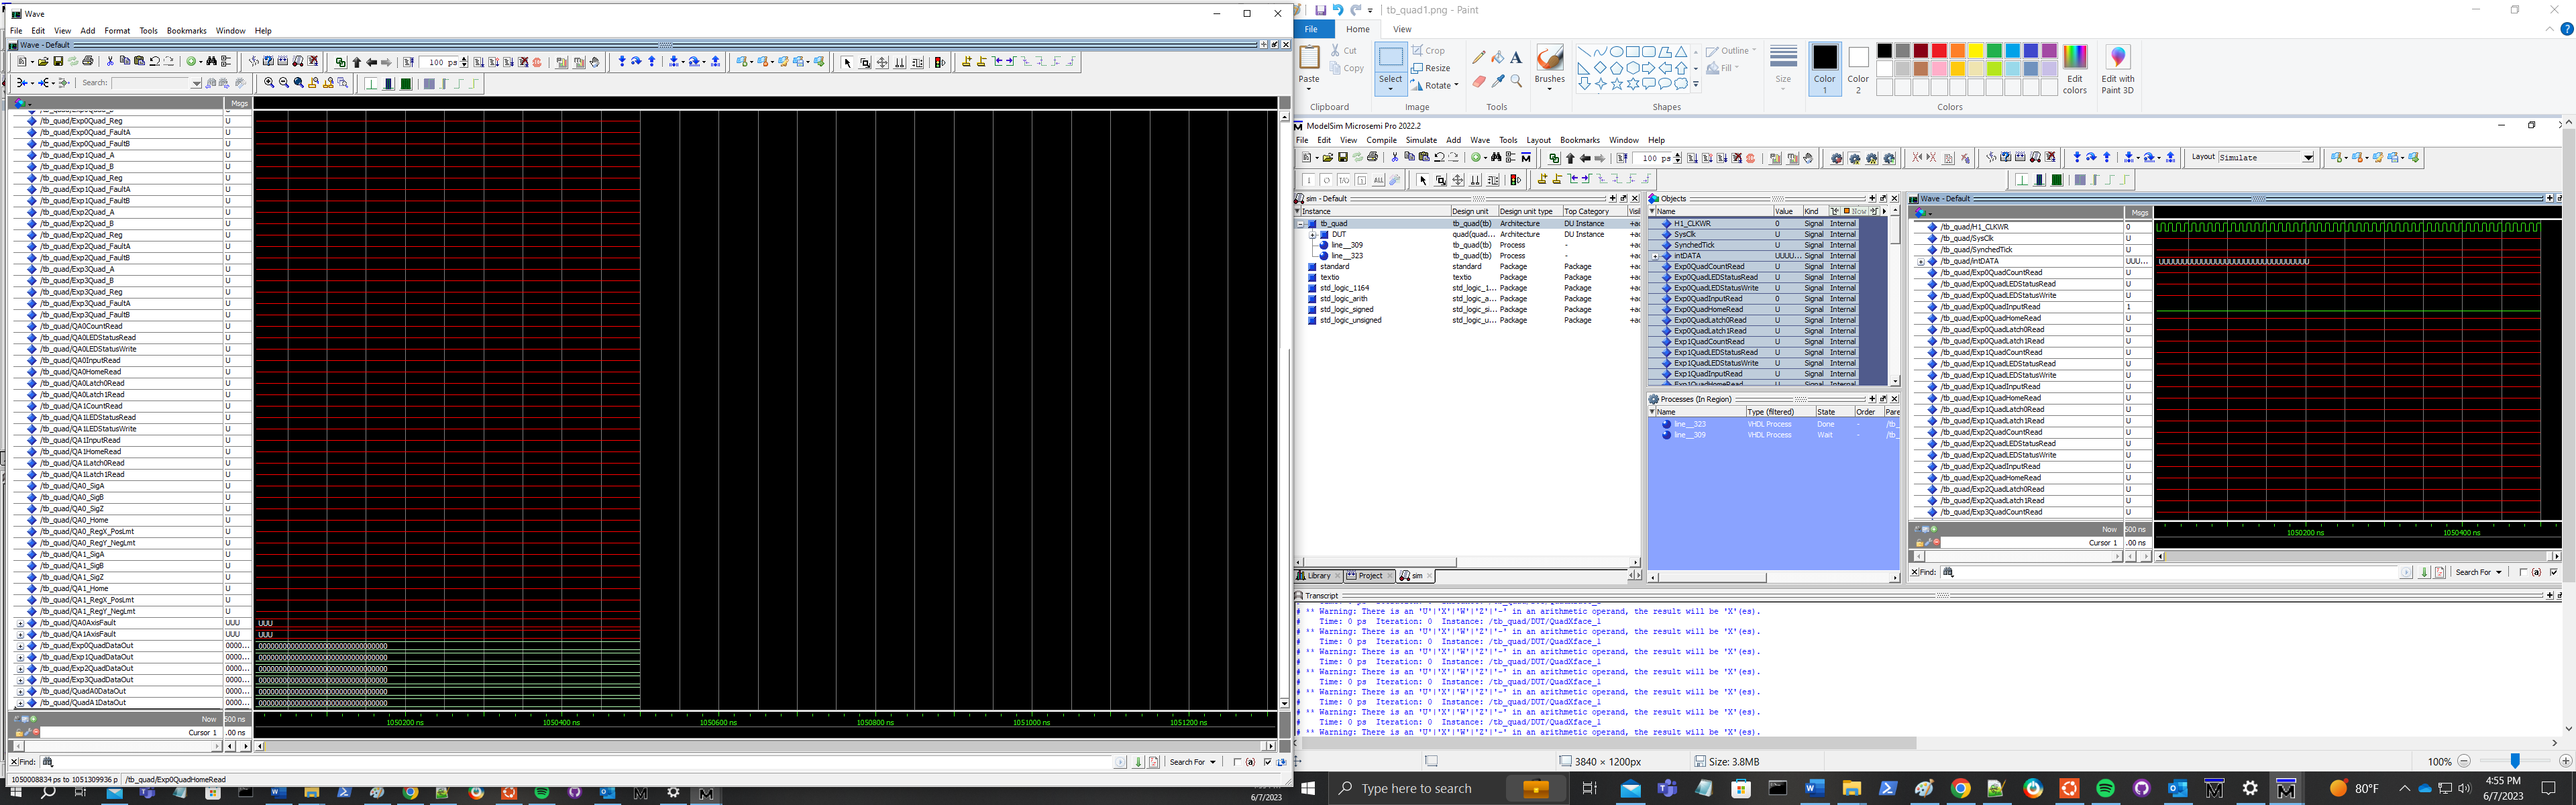 Wave
File Edit View Add Format Tools Bookmarks Window Help
Wave - Default
100 ps
Search:
Msgs
/tb_quad/Exp0Quad_Reg U
/tb_quad/Exp0Quad_FaultA U
/tb_quad/Exp0Quad_FaultB U
/tb_quad/Exp1Quad_A U
/tb_quad/Exp1Quad_B U
/tb_quad/Exp1Quad_Reg U
/tb_quad/Exp1Quad_FaultA U
/tb_quad/Exp1Quad_FaultB U
/tb_quad/Exp2Quad_A U
/tb_quad/Exp2Quad_B U
/tb_quad/Exp2Quad_Reg U
/tb_quad/Exp2Quad_FaultA U
/tb_quad/Exp2Quad_FaultB U
/tb_quad/Exp3Quad_A U
/tb_quad/Exp3Quad_B U
/tb_quad/Exp3Quad_Reg U
/tb_quad/Exp3Quad_FaultA U
/tb_quad/Exp3Quad_FaultB U
/tb_quad/QA0CountRead U
/tb_quad/QA0LEDStatusRead U
/tb_quad/QA0LEDStatusWrite U
/tb_quad/QA0InputRead U
/tb_quad/QA0HomeRead U
/tb_quad/QA0Latch0Read U
/tb_quad/QA0Latch1Read U
/tb_quad/QA1CountRead U
/tb_quad/QA1LEDStatusRead U
/tb_quad/QA1LEDStatusWrite U
/tb_quad/QA1InputRead U
/tb_quad/QA1HomeRead U
/tb_quad/QA1Latch0Read U
/tb_quad/QA1Latch1Read U
/tb_quad/QA0_SigA U
/tb_quad/QA0_SigB U
/tb_quad/QA0_SigZ U
/tb_quad/QA0_Home U
/tb_quad/QA0_RegX_PosLmt U
/tb_quad/QA0_RegY_NegLmt U
/tb_quad/QA1_SigA U
/tb_quad/QA1_SigB U
/tb_quad/QA1_SigZ U
/tb_quad/QA1_Home U
/tb_quad/QA1_RegX_PosLmt U
/tb_quad/QA1_RegY_NegLmt U
/tb_quad/QA0AxisFault UUU UUU
/tb_quad/QA1AxisFault UUU UUU
/tb_quad/Exp0QuadDataOut 0000... 00000000000000000000000000000000
/tb_quad/Exp1QuadDataOut 0000... 00000000000000000000000000000000
/tb_quad/Exp2QuadDataOut 0000... 00000000000000000000000000000000
/tb_quad/Exp3QuadDataOut 0000... 00000000000000000000000000000000
/tb_quad/QuadA0DataOut 0000... 00000000000000000000000000000000
/tb_quad/QuadA1DataOut 0000... 00000000000000000000000000000000
Now 500 ns 1050200 ns 1050400 ns 1050600 ns 1050800 ns 1051000 ns 1051200 ns
Cursor 1 .00 ns
Find: Search For (a)
1050008834 ps to 1051309936 p /tb_quad/Exp0QuadHomeRead
tb_quad1.png - Paint
File Home View
Paste Cut Copy Select Crop Resize Rotate Brushes Outline Fill Size Color 1 Color 2 Edit colors Edit with Paint 3D
Clipboard Image Tools Shapes Colors
ModelSim Microsemi Pro 2022.2
File Edit View Compile Simulate Add Wave Tools Layout Bookmarks Window Help
100 ps Layout Simulate
ALL
sim - Default
Instance Design unit Design unit type Top Category Visi
tb_quad tb_quad(tb) Architecture DU Instance +a
DUT quad(quad... Architecture DU Instance +a
line__309 tb_quad(tb) Process - +a
line__323 tb_quad(tb) Process - +a
standard standard Package Package +a
textio textio Package Package +a
std_logic_1164 std_logic_1... Package Package +a
std_logic_arith std_logic_a... Package Package +a
std_logic_signed std_logic_si... Package Package +a
std_logic_unsigned std_logic_u... Package Package +a
Library Project sim
Objects
Name Value Kind Mode Now
H1_CLKWR 0 Signal Internal
SysClk U Signal Internal
SynchedTick U Signal Internal
intDATA UUUU... Signal Internal
Exp0QuadCountRead U Signal Internal
Exp0QuadLEDStatusRead U Signal Internal
Exp0QuadLEDStatusWrite U Signal Internal
Exp0QuadInputRead 0 Signal Internal
Exp0QuadHomeRead U Signal Internal
Exp0QuadLatch0Read U Signal Internal
Exp0QuadLatch1Read U Signal Internal
Exp1QuadCountRead U Signal Internal
Exp1QuadLEDStatusRead U Signal Internal
Exp1QuadLEDStatusWrite U Signal Internal
Exp1QuadInputRead U Signal Internal
Exp1QuadHomeRead U Signal Internal
Processes (In Region)
Name Type (filtered) State Order Pare
line__323 VHDL Process Done - /tb_
line__309 VHDL Process Wait - /tb_
Wave - Default
Msgs
/tb_quad/H1_CLKWR 0
/tb_quad/SysClk U
/tb_quad/SynchedTick U
/tb_quad/intDATA UUU...
/tb_quad/Exp0QuadCountRead U
/tb_quad/Exp0QuadLEDStatusRead U
/tb_quad/Exp0QuadLEDStatusWrite U
/tb_quad/Exp0QuadInputRead 1
/tb_quad/Exp0QuadHomeRead U
/tb_quad/Exp0QuadLatch0Read U
/tb_quad/Exp0QuadLatch1Read U
/tb_quad/Exp1QuadCountRead U
/tb_quad/Exp1QuadLEDStatusRead U
/tb_quad/Exp1QuadLEDStatusWrite U
/tb_quad/Exp1QuadInputRead U
/tb_quad/Exp1QuadHomeRead U
/tb_quad/Exp1QuadLatch0Read U
/tb_quad/Exp1QuadLatch1Read U
/tb_quad/Exp2QuadCountRead U
/tb_quad/Exp2QuadLEDStatusRead U
/tb_quad/Exp2QuadLEDStatusWrite U
/tb_quad/Exp2QuadInputRead U
/tb_quad/Exp2QuadHomeRead U
/tb_quad/Exp2QuadLatch0Read U
/tb_quad/Exp2QuadLatch1Read U
/tb_quad/Exp3QuadCountRead U
Now 500 ns 1050200 ns 1050400 ns
Cursor 1 .00 ns
Find: Search For (a)
Transcript
# Time: 0 ps Iteration: 0 Instance: /tb_quad/DUT/QuadXface_1
# ** Warning: There is an 'U'|'X'|'W'|'Z'|'-' in an arithmetic operand, the result will be 'X'(es).
# Time: 0 ps Iteration: 0 Instance: /tb_quad/DUT/QuadXface_1
# ** Warning: There is an 'U'|'X'|'W'|'Z'|'-' in an arithmetic operand, the result will be 'X'(es).
# Time: 0 ps Iteration: 0 Instance: /tb_quad/DUT/QuadXface_1
# ** Warning: There is an 'U'|'X'|'W'|'Z'|'-' in an arithmetic operand, the result will be 'X'(es).
# Time: 0 ps Iteration: 0 Instance: /tb_quad/DUT/QuadXface_1
# ** Warning: There is an 'U'|'X'|'W'|'Z'|'-' in an arithmetic operand, the result will be 'X'(es).
# Time: 0 ps Iteration: 0 Instance: /tb_quad/DUT/QuadXface_1
# ** Warning: There is an 'U'|'X'|'W'|'Z'|'-' in an arithmetic operand, the result will be 'X'(es).
# Time: 0 ps Iteration: 0 Instance: /tb_quad/DUT/QuadXface_1
# ** Warning: There is an 'U'|'X'|'W'|'Z'|'-' in an arithmetic operand, the result will be 'X'(es).
# Time: 0 ps Iteration: 0 Instance: /tb_quad/DUT/QuadXface_1
# ** Warning: There is an 'U'|'X'|'W'|'Z'|'-' in an arithmetic operand, the result will be 'X'(es).
3840 × 1200px Size: 3.8MB 100%
6/7/2023
Type here to search
80°F
4:55 PM
6/7/2023